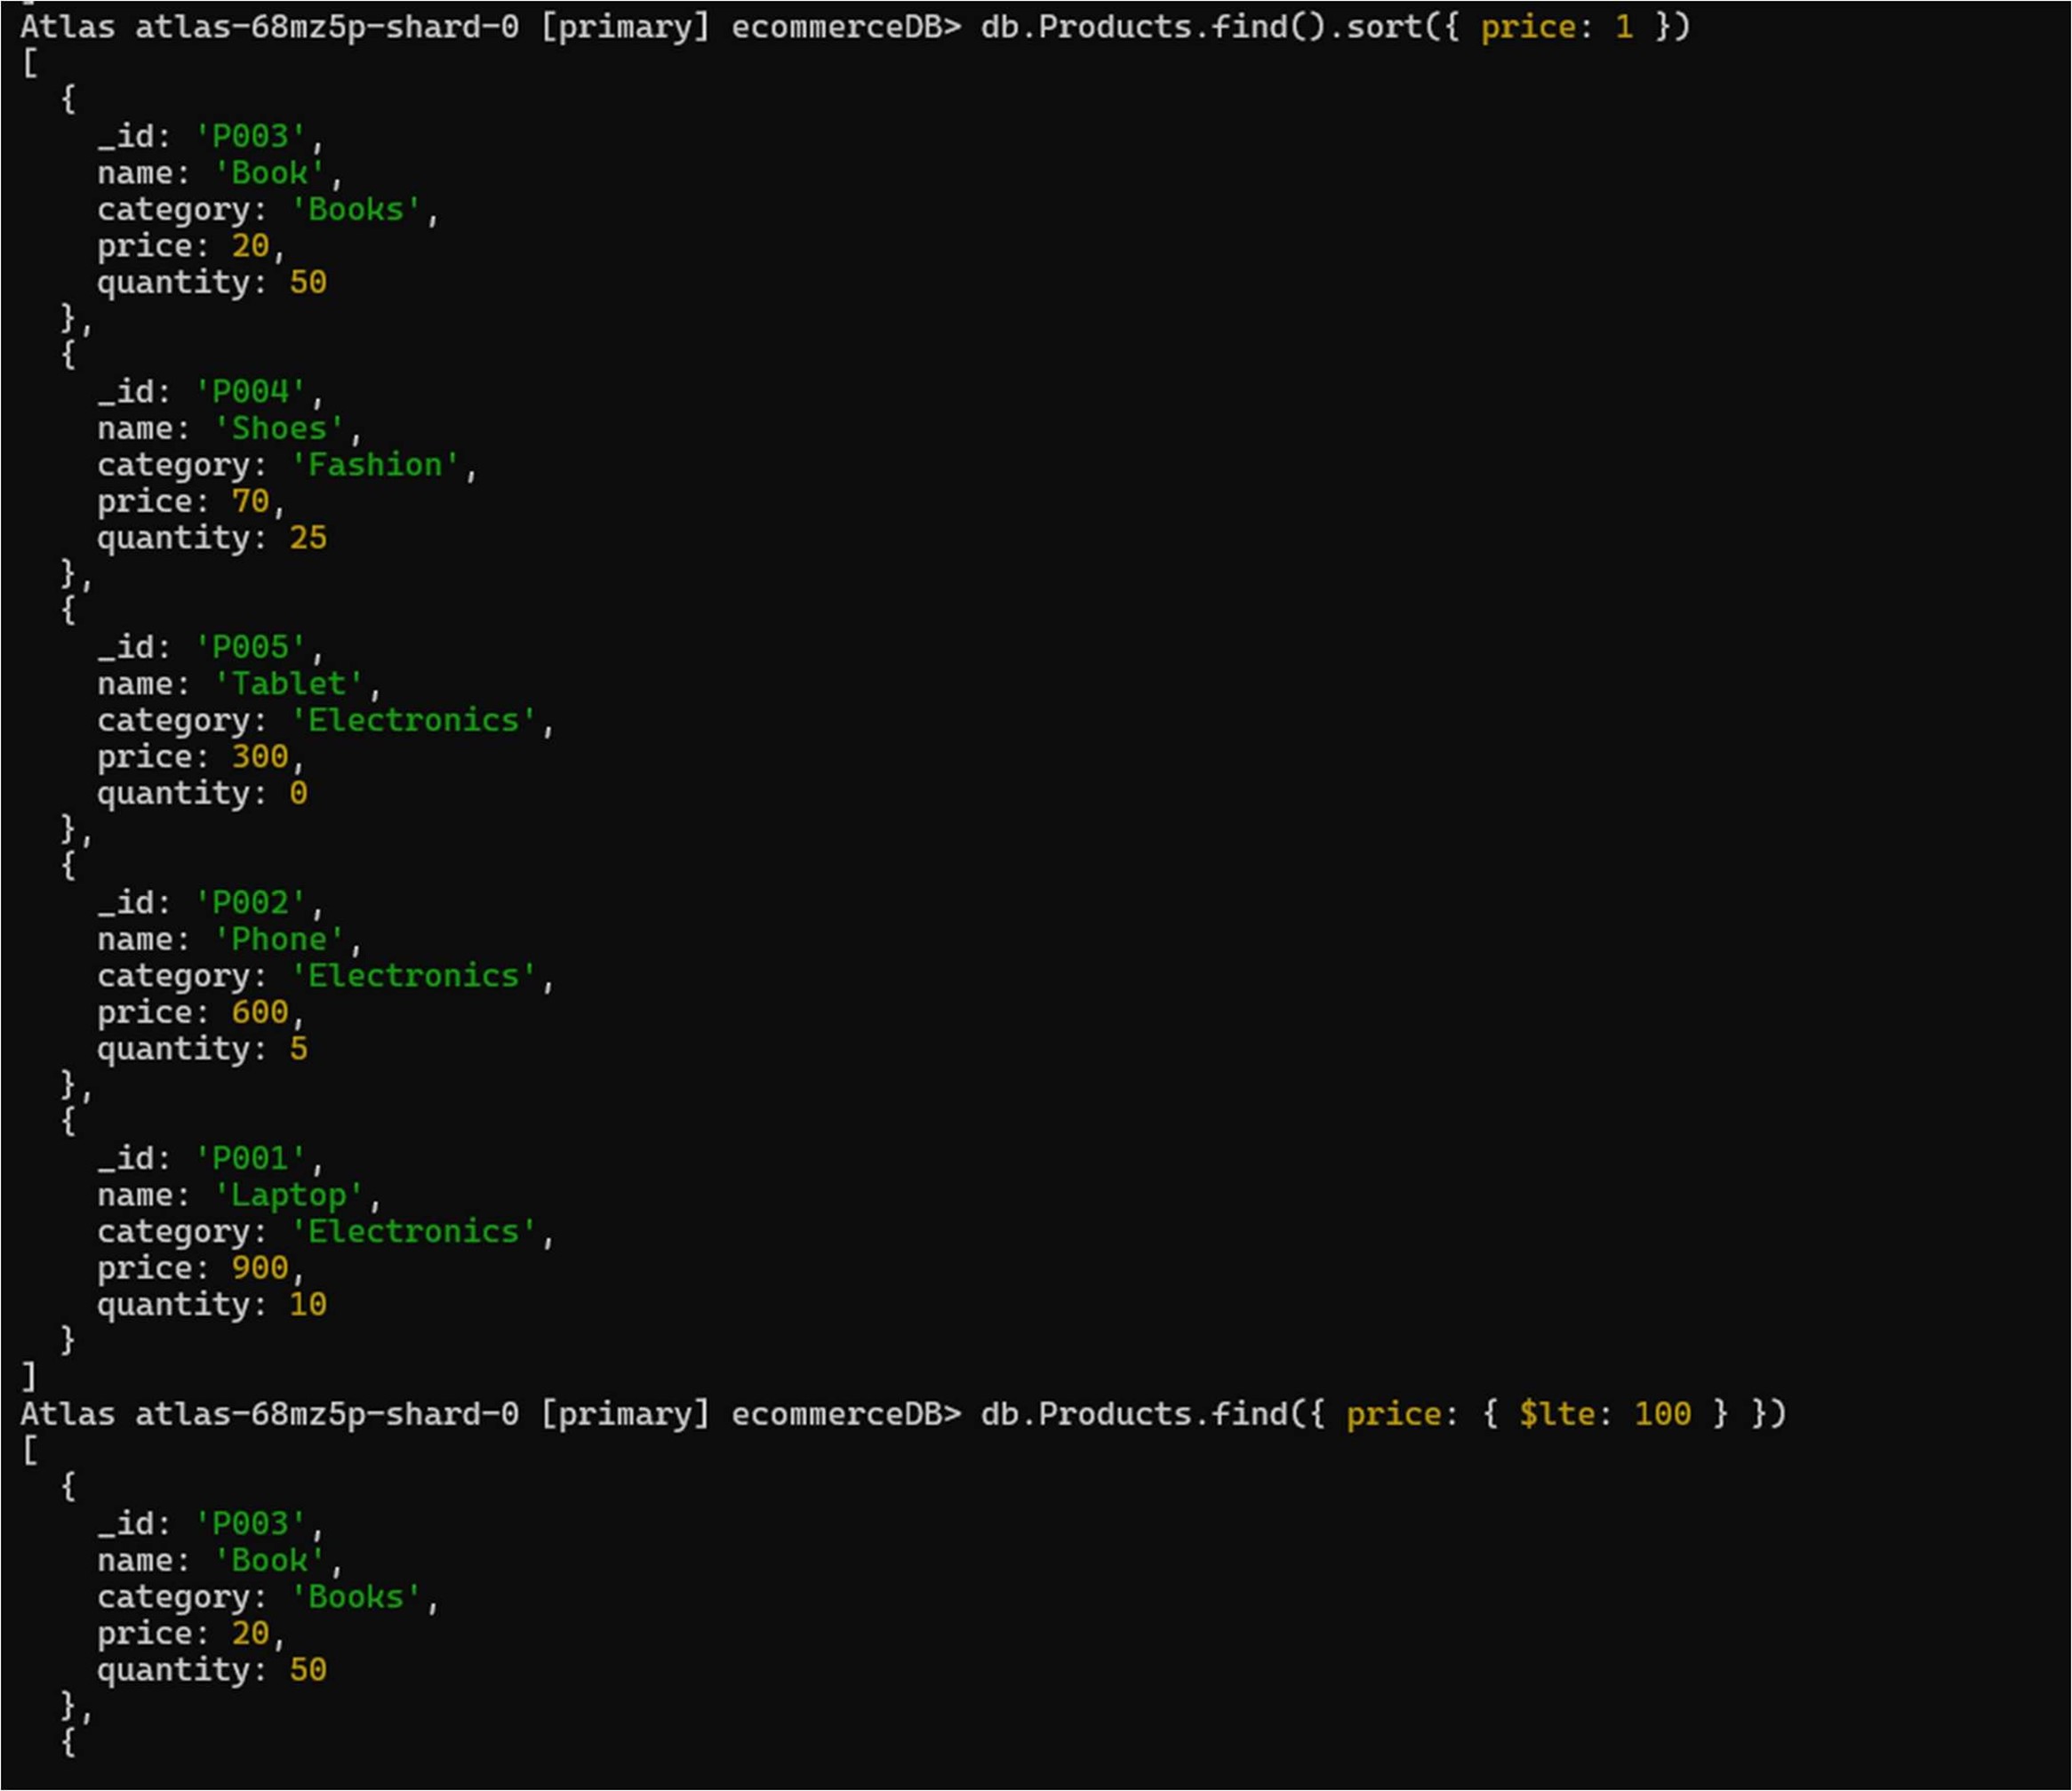 Atlas atlas-68mz5p-shard-0 [primary] ecommerceDB> db.Products.find().sort({ price: 1 })
[
  {
    _id: 'P003',
    name: 'Book',
    category: 'Books',
    price: 20,
    quantity: 50
  },
  {
    _id: 'P004',
    name: 'Shoes',
    category: 'Fashion',
    price: 70,
    quantity: 25
  },
  {
    _id: 'P005',
    name: 'Tablet',
    category: 'Electronics',
    price: 300,
    quantity: 0
  },
  {
    _id: 'P002',
    name: 'Phone',
    category: 'Electronics',
    price: 600,
    quantity: 5
  },
  {
    _id: 'P001',
    name: 'Laptop',
    category: 'Electronics',
    price: 900,
    quantity: 10
  }
]
Atlas atlas-68mz5p-shard-0 [primary] ecommerceDB> db.Products.find({ price: { $lte: 100 } })
[
  {
    _id: 'P003',
    name: 'Book',
    category: 'Books',
    price: 20,
    quantity: 50
  },
  {